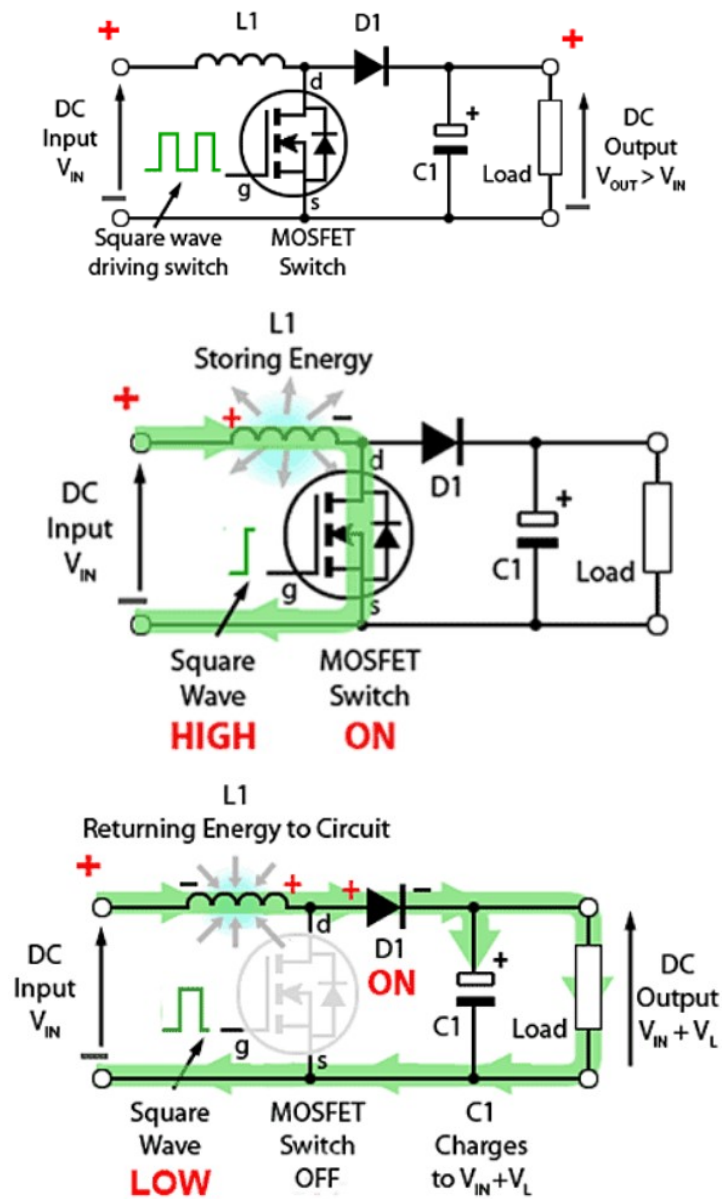 L1
D1
+
+
d
DC
Input
V_IN
+
C1
Load
DC
Output
V_OUT > V_IN
g
s
−
−
Square wave
driving switch
MOSFET
Switch
L1
Storing Energy
+
+
−
d
D1
DC
Input
V_IN
+
C1
Load
g
s
−
Square
Wave
HIGH
MOSFET
Switch
ON
L1
Returning Energy to Circuit
+
−
+
+
−
d
D1
ON
DC
Input
V_IN
+
C1
Load
DC
Output
V_IN + V_L
g
s
−
Square
Wave
LOW
MOSFET
Switch
OFF
C1
Charges
to V_IN+V_L